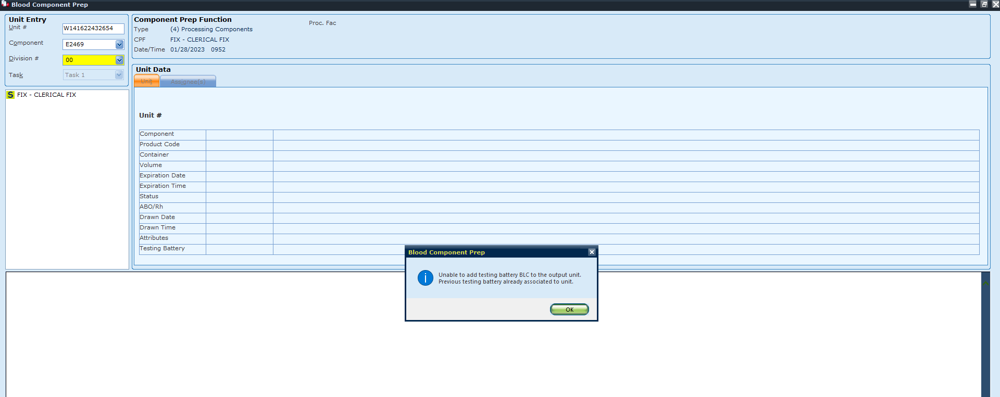 Blood Component Prep
Unit Entry
Unit #
W141622432654
Component
E2469
Division #
00
Task
Task 1
S FIX - CLERICAL FIX
Component Prep Function
Proc. Fac
Type (4) Processing Components
CPF FIX - CLERICAL FIX
Date/Time 01/28/2023 0952
Unit Data
Unit Assignee(s)
Unit #
Component
Product Code
Container
Volume
Expiration Date
Expiration Time
Status
ABO/Rh
Drawn Date
Drawn Time
Attributes
Testing Battery
Blood Component Prep
Unable to add testing battery BLC to the output unit.
Previous testing battery already associated to unit.
OK